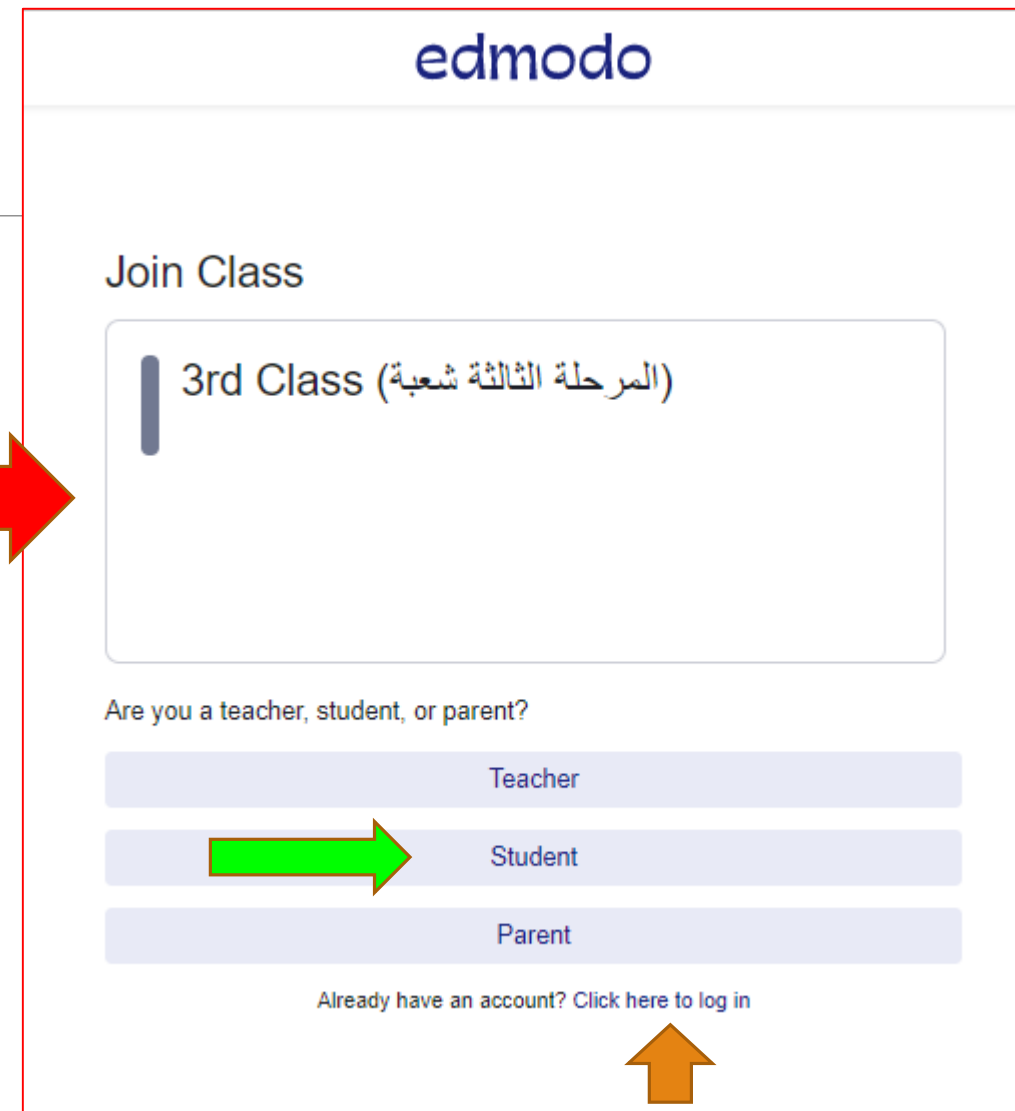 edmodo
Join Class
3rd Class (المرحلة الثالثة شعبة)
Are you a teacher, student, or parent?
Teacher
Student
Parent
Already have an account? Click here to log in